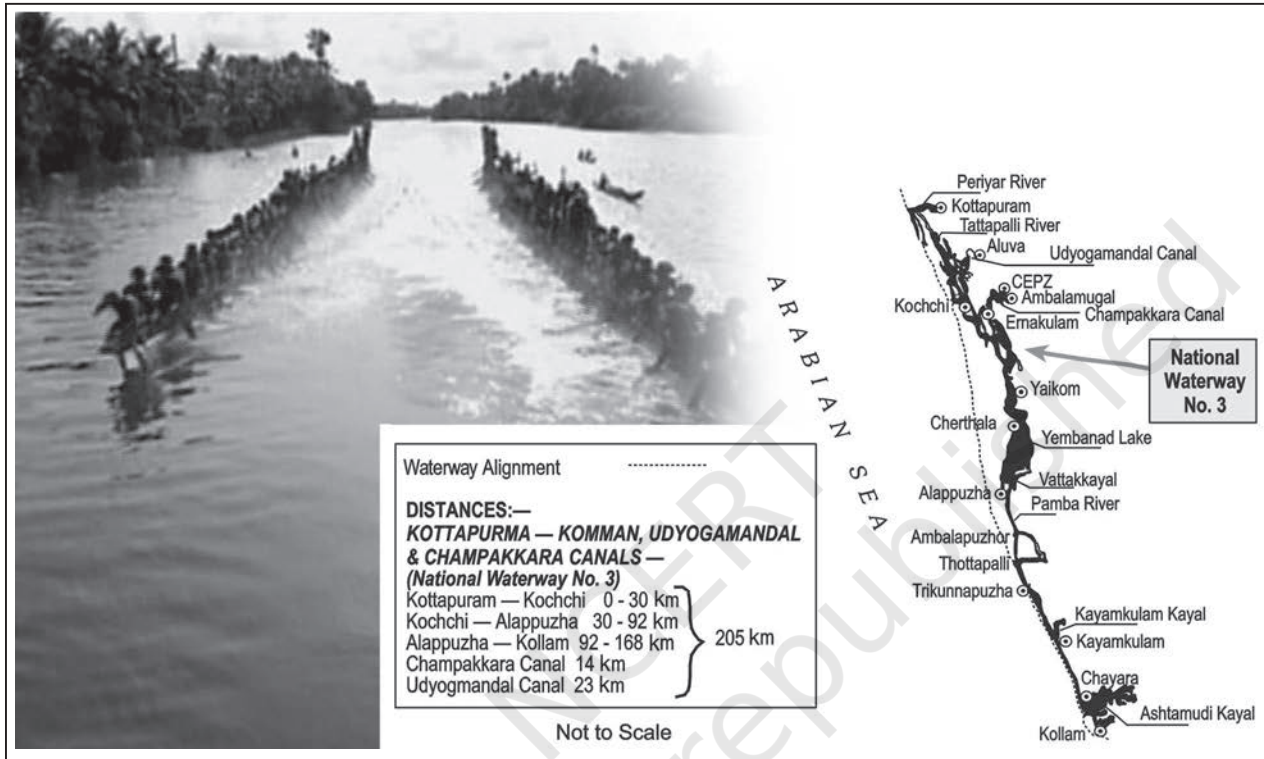 Periyar River
Kottapuram
Tattapalli River
Aluva
Udyogamandal Canal
CEPZ
Ambalamugal
Kochchi
Champakkara Canal
Ernakulam
ARABIAN SEA
National
Waterway
No. 3
Yaikom
Cherthala
Yembanad Lake
Vattakkayal
Alappuzha
Pamba River
Ambalapuzhor
Thottapalli
Trikunnapuzha
Kayamkulam Kayal
Kayamkulam
Chavara
Ashtamudi Kayal
Kollam
Waterway Alignment
DISTANCES:—
KOTTAPURMA — KOMMAN, UDYOGAMANDAL
& CHAMPAKKARA CANALS —
(National Waterway No. 3)
Kottapuram — Kochchi 0 - 30 km
Kochchi — Alappuzha 30 - 92 km
Alappuzha — Kollam 92 - 168 km
Champakkara Canal 14 km
Udyogmandal Canal 23 km
205 km
Not to Scale
NCERT
republished